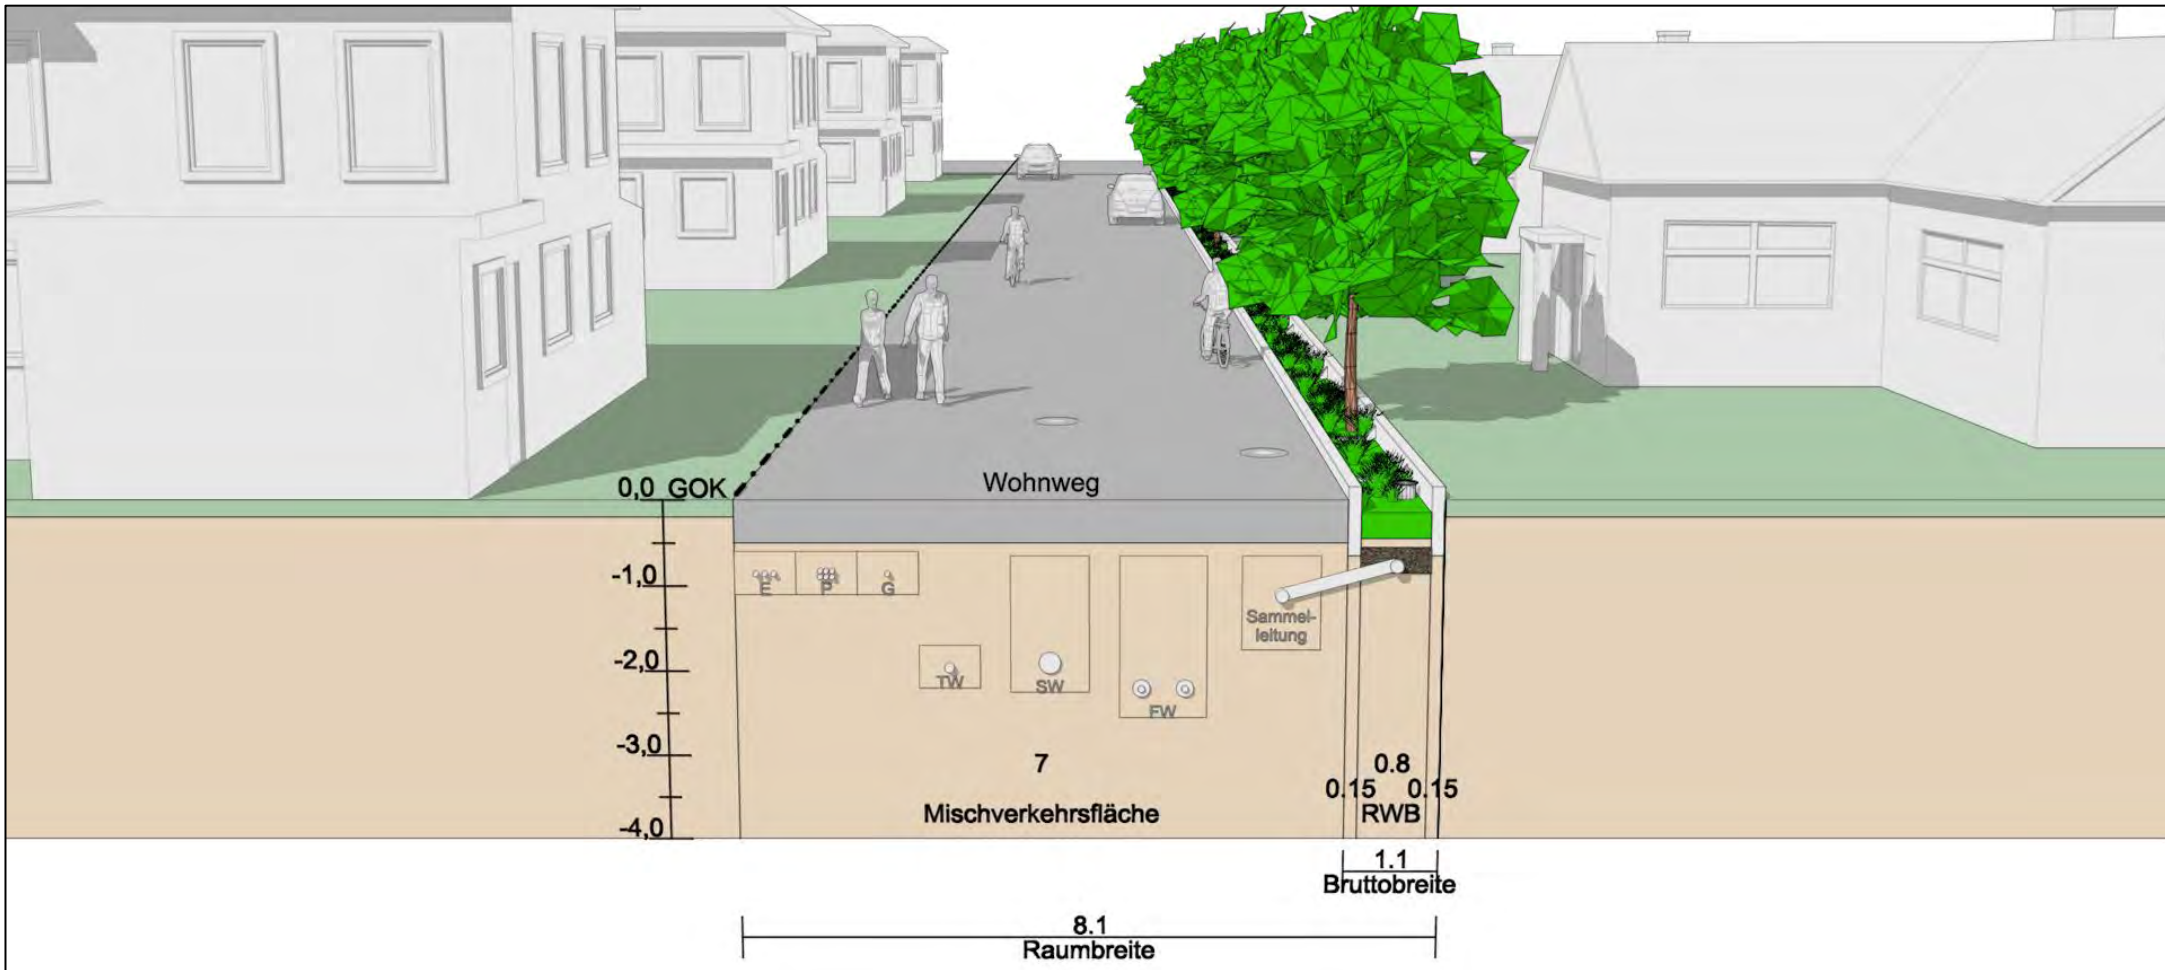 Wohnweg
0,0 GOK
-1,0
E P G
Sammel-
leitung
-2,0
TW SW FW
-3,0
7
0.8
0.15 0.15
Mischverkehrsfläche RWB
-4,0
1.1
Bruttobreite
8.1
Raumbreite